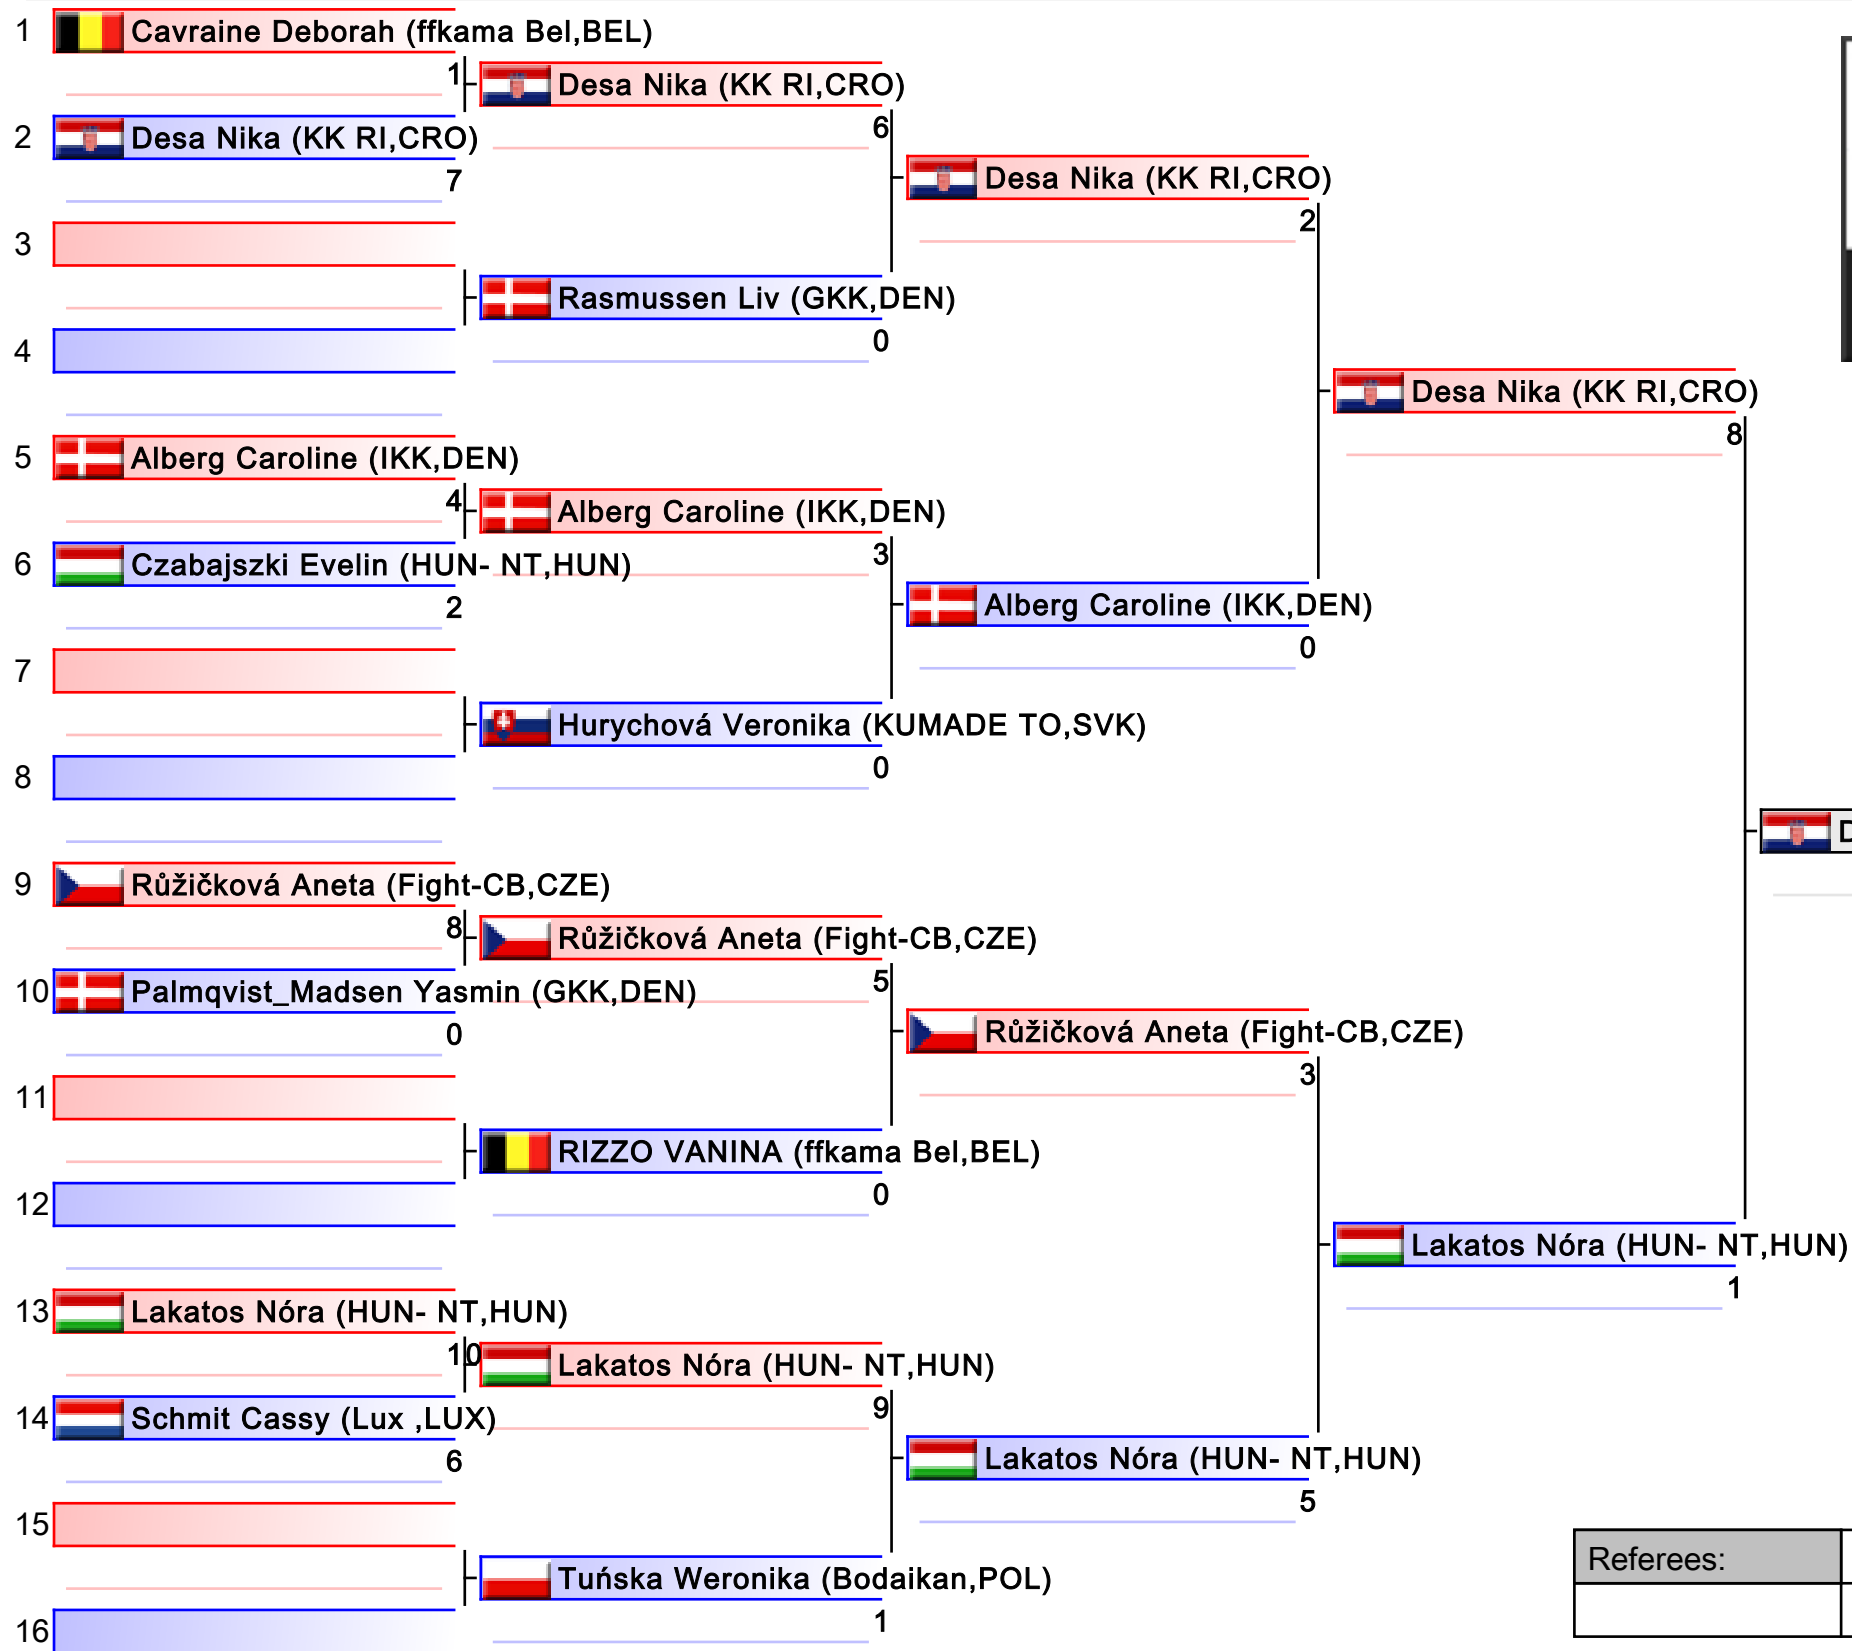 1 Cavraine Deborah (ffkama Bel,BEL)
1 Desa Nika (KK RI,CRO)
6
2 Desa Nika (KK RI,CRO)
7
Desa Nika (KK RI,CRO)
2
3
Rasmussen Liv (GKK,DEN)
0
4
Desa Nika (KK RI,CRO)
8
5 Alberg Caroline (IKK,DEN)
4 Alberg Caroline (IKK,DEN)
3
6 Czabajszki Evelin (HUN- NT,HUN)
2
Alberg Caroline (IKK,DEN)
0
7
Hurychová Veronika (KUMADE TO,SVK)
0
8
D
9 Růžičková Aneta (Fight-CB,CZE)
8 Růžičková Aneta (Fight-CB,CZE)
5
10 Palmqvist_Madsen Yasmin (GKK,DEN)
0
Růžičková Aneta (Fight-CB,CZE)
3
11
RIZZO VANINA (ffkama Bel,BEL)
0
12
Lakatos Nóra (HUN- NT,HUN)
1
13 Lakatos Nóra (HUN- NT,HUN)
10 Lakatos Nóra (HUN- NT,HUN)
9
14 Schmit Cassy (Lux ,LUX)
6
Lakatos Nóra (HUN- NT,HUN)
5
15
Tuńska Weronika (Bodaikan,POL)
1
16
Referees: